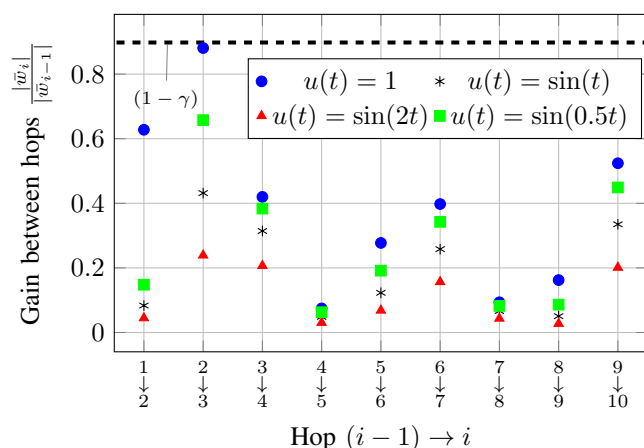 Gain between hops |w̄ᵢ| / |w̄ᵢ₋₁|
0.8
0.6
0.4
0.2
0
(1 − γ)
u(t) = 1
u(t) = sin(t)
u(t) = sin(2t)
u(t) = sin(0.5t)
1 2 3 4 5 6 7 8 9
↓ ↓ ↓ ↓ ↓ ↓ ↓ ↓ ↓
2 3 4 5 6 7 8 9 10
Hop (i − 1) → i